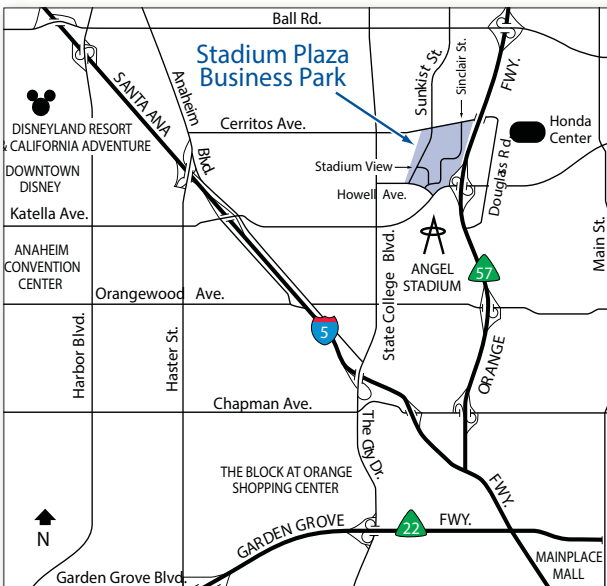 Ball Rd.
Stadium Plaza
Business Park
Sunkist St.
Sinclair St.
FWY.
SANTA ANA
Anaheim
Blvd.
Cerritos Ave.
Honda
Center
DISNEYLAND RESORT
& CALIFORNIA ADVENTURE
DOWNTOWN
DISNEY
Stadium View
Howell Ave.
Douglass Rd.
Katella Ave.
Main St.
ANAHEIM
CONVENTION
CENTER
State College Blvd.
ANGEL
STADIUM
57
Orangewood Ave.
5
Harbor Blvd.
Haster St.
ORANGE
Chapman Ave.
The City Dr.
THE BLOCK AT ORANGE
SHOPPING CENTER
FWY.
N
GARDEN GROVE
22
FWY.
MAINPLACE
MALL
Garden Grove Blvd.